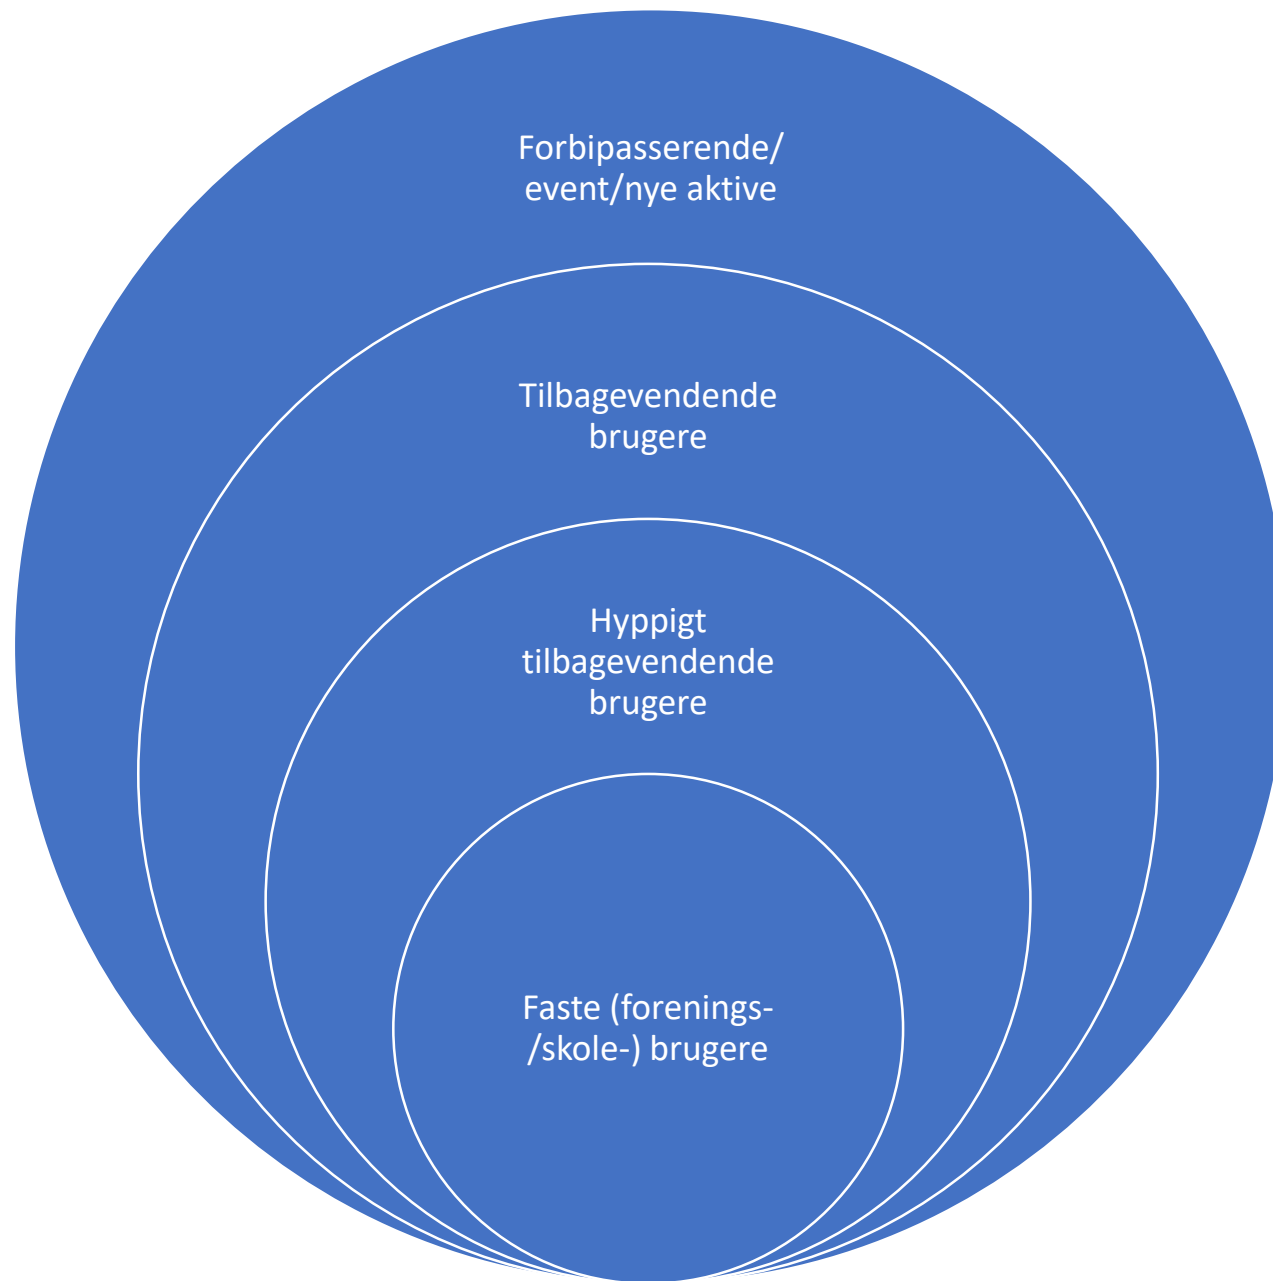 Forbipasserende/
event/nye aktive
Tilbagevendende
brugere
Hyppigt
tilbagevendende
brugere
Faste (forenings-
/skole-) brugere